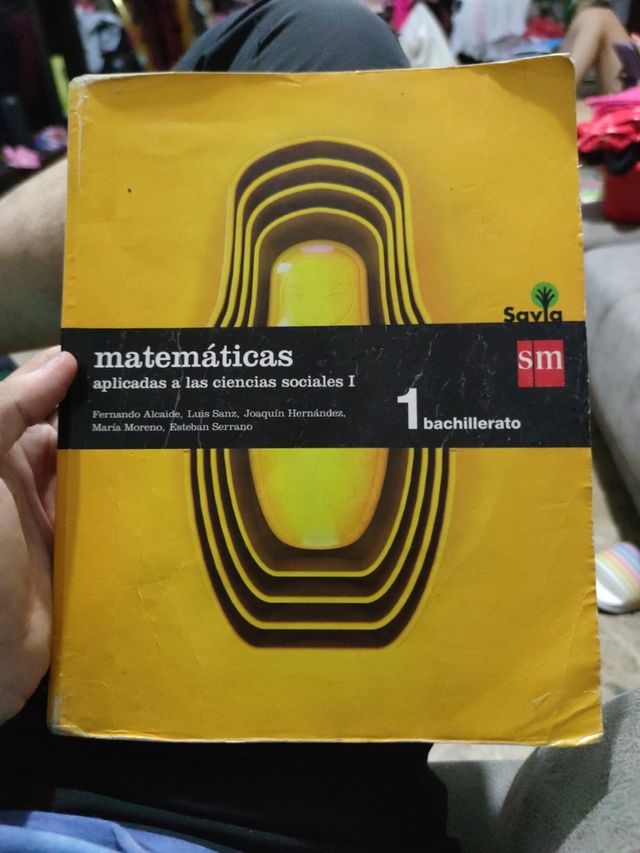 Savia
matemáticas
aplicadas a las ciencias sociales I
sm
Fernando Alcaide, Luis Sanz, Joaquín Hernández,
María Moreno, Esteban Serrano
1 bachillerato